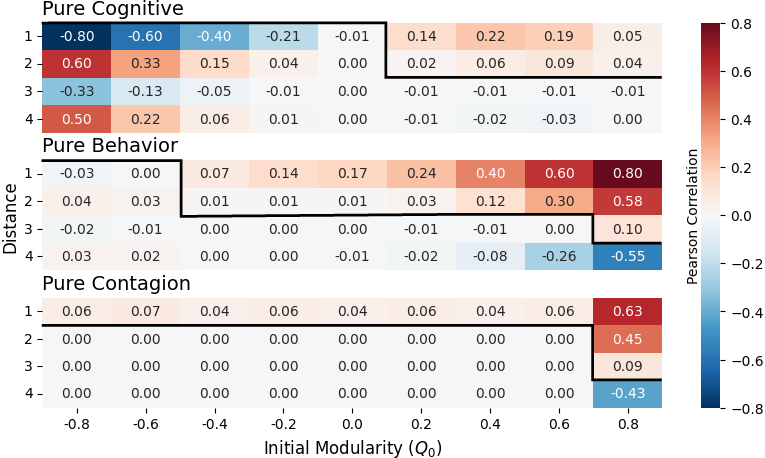 Pure Cognitive
1 -0.80 -0.60 -0.40 -0.21 -0.01 0.14 0.22 0.19 0.05
2 0.60 0.33 0.15 0.04 0.00 0.02 0.06 0.09 0.04
3 -0.33 -0.13 -0.05 -0.01 0.00 -0.01 -0.01 -0.01 -0.01
4 0.50 0.22 0.06 0.01 0.00 -0.01 -0.02 -0.03 0.00
Pure Behavior
1 -0.03 0.00 0.07 0.14 0.17 0.24 0.40 0.60 0.80
2 0.04 0.03 0.01 0.01 0.01 0.03 0.12 0.30 0.58
3 -0.02 -0.01 0.00 0.00 0.00 -0.01 -0.01 0.00 0.10
4 0.03 0.02 0.00 0.00 -0.01 -0.02 -0.08 -0.26 -0.55
Pure Contagion
1 0.06 0.07 0.04 0.06 0.04 0.06 0.04 0.06 0.63
2 0.00 0.00 0.00 0.00 0.00 0.00 0.00 0.00 0.45
3 0.00 0.00 0.00 0.00 0.00 0.00 0.00 0.00 0.09
4 0.00 0.00 0.00 0.00 0.00 0.00 0.00 0.00 -0.43
-0.8 -0.6 -0.4 -0.2 0.0 0.2 0.4 0.6 0.8
Initial Modularity (Q₀)
Distance
Pearson Correlation
0.8
0.6
0.4
0.2
0.0
−0.2
−0.4
−0.6
−0.8